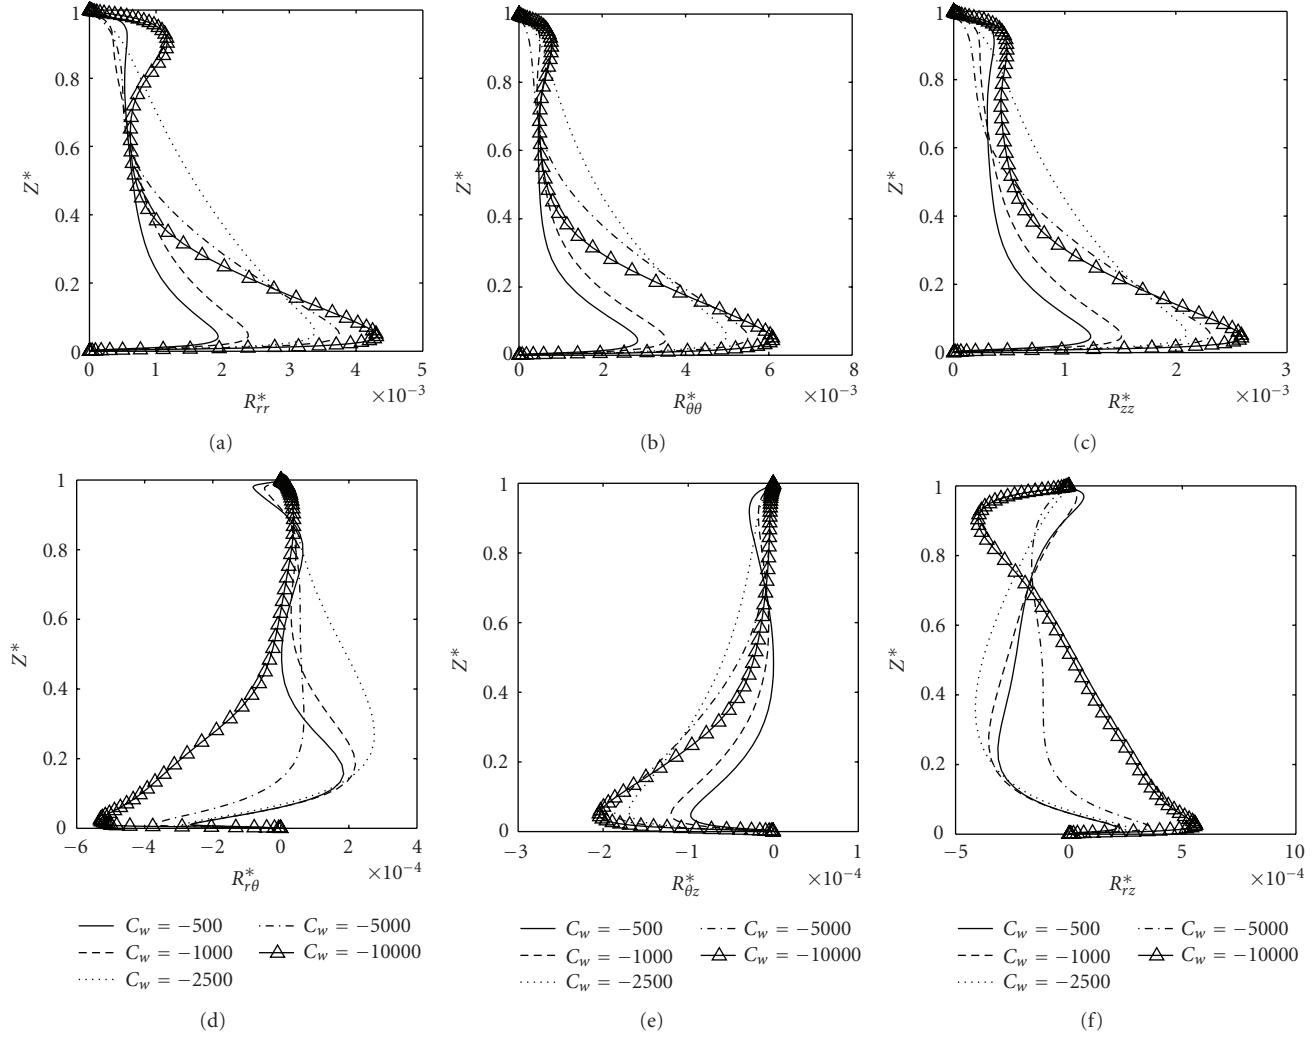 1
0.8
0.6
0.4
0.2
0
Z*
0 1 2 3 4 5
×10⁻³
R*rr
(a)
1
0.8
0.6
0.4
0.2
0
Z*
0 2 4 6 8
×10⁻³
R*θθ
(b)
1
0.8
0.6
0.4
0.2
0
Z*
0 1 2 3
×10⁻³
R*zz
(c)
1
0.8
0.6
0.4
0.2
0
Z*
−6 −4 −2 0 2 4
×10⁻⁴
R*rθ
Cw = −500
Cw = −1000
Cw = −2500
Cw = −5000
Cw = −10000
(d)
1
0.8
0.6
0.4
0.2
0
Z*
−3 −2 −1 0 1
×10⁻⁴
R*θz
Cw = −500
Cw = −1000
Cw = −2500
Cw = −5000
Cw = −10000
(e)
1
0.8
0.6
0.4
0.2
0
Z*
−5 0 5 10
×10⁻⁴
R*rz
Cw = −500
Cw = −1000
Cw = −2500
Cw = −5000
Cw = −10000
(f)